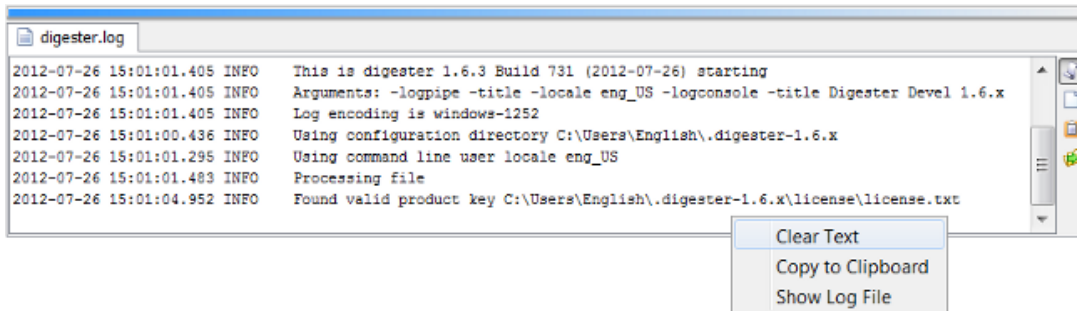 digester.log
2012-07-26 15:01:01.405 INFO This is digester 1.6.3 Build 731 (2012-07-26) starting
2012-07-26 15:01:01.405 INFO Arguments: -logpipe -title -locale eng_US -logconsole -title Digester Devel 1.6.x
2012-07-26 15:01:01.405 INFO Log encoding is windows-1252
2012-07-26 15:01:00.436 INFO Using configuration directory C:\Users\English\.digester-1.6.x
2012-07-26 15:01:01.295 INFO Using command line user locale eng_US
2012-07-26 15:01:01.483 INFO Processing file
2012-07-26 15:01:04.952 INFO Found valid product key C:\Users\English\.digester-1.6.x\license\license.txt
Clear Text
Copy to Clipboard
Show Log File